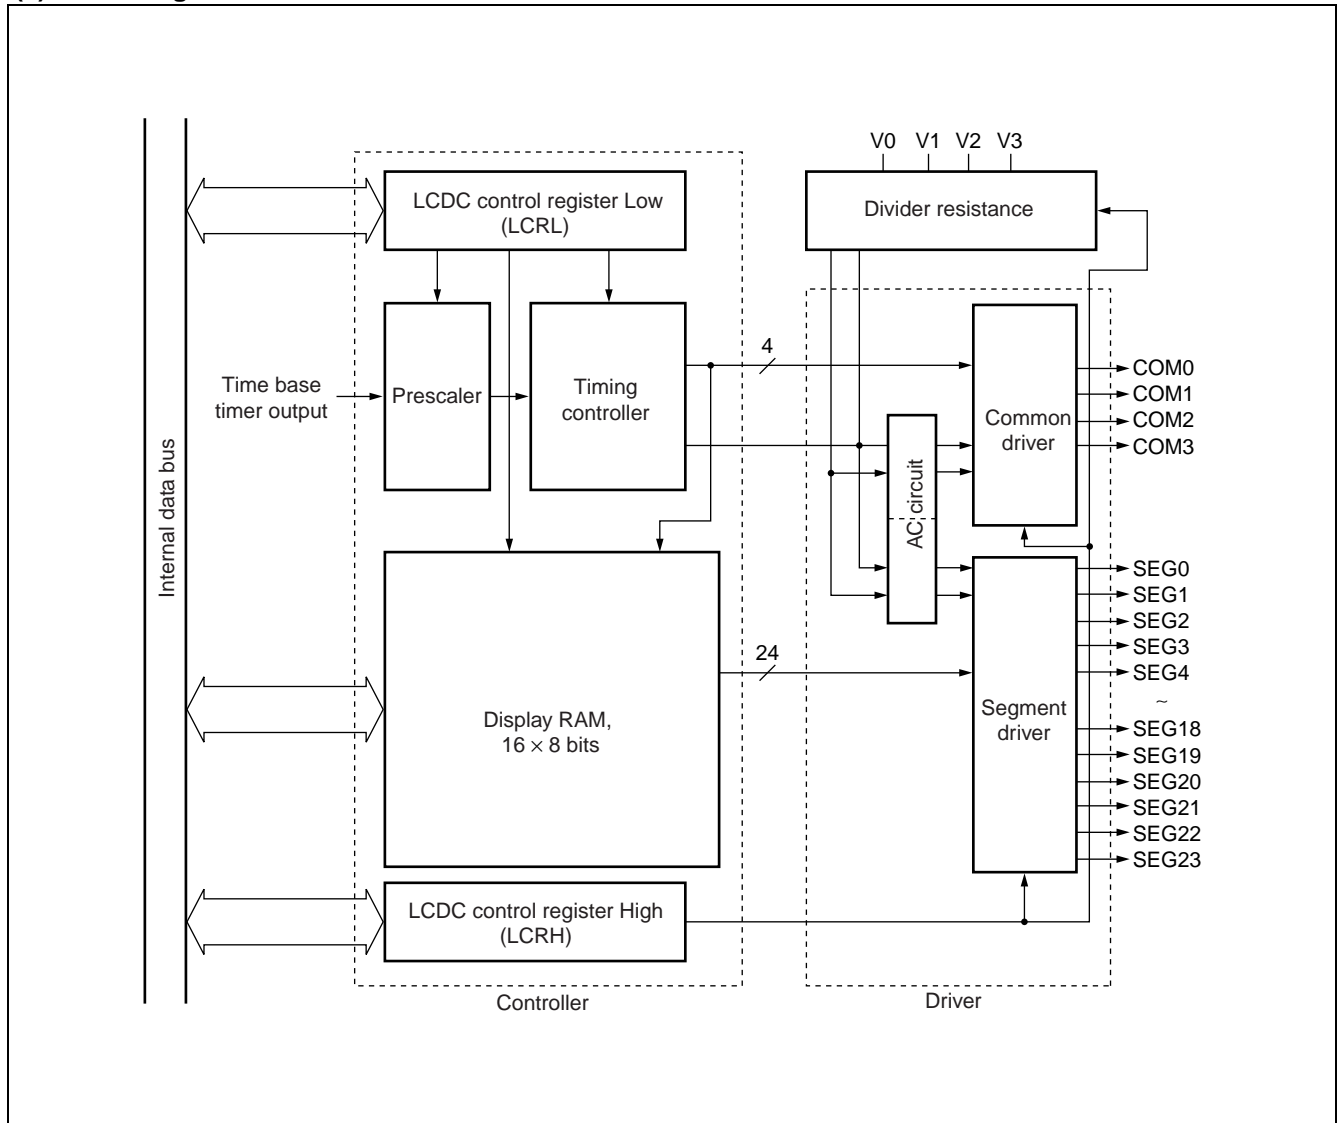 V0 V1 V2 V3
LCDC control register Low
(LCRL)
Divider resistance
4
Time base
timer output
Prescaler
Timing
controller
Common
driver
COM0
COM1
COM2
COM3
Internal data bus
AC circuit
SEG0
SEG1
SEG2
SEG3
SEG4
~
SEG18
SEG19
SEG20
SEG21
SEG22
SEG23
24
Display RAM,
16 × 8 bits
Segment
driver
LCDC control register High
(LCRH)
Controller
Driver